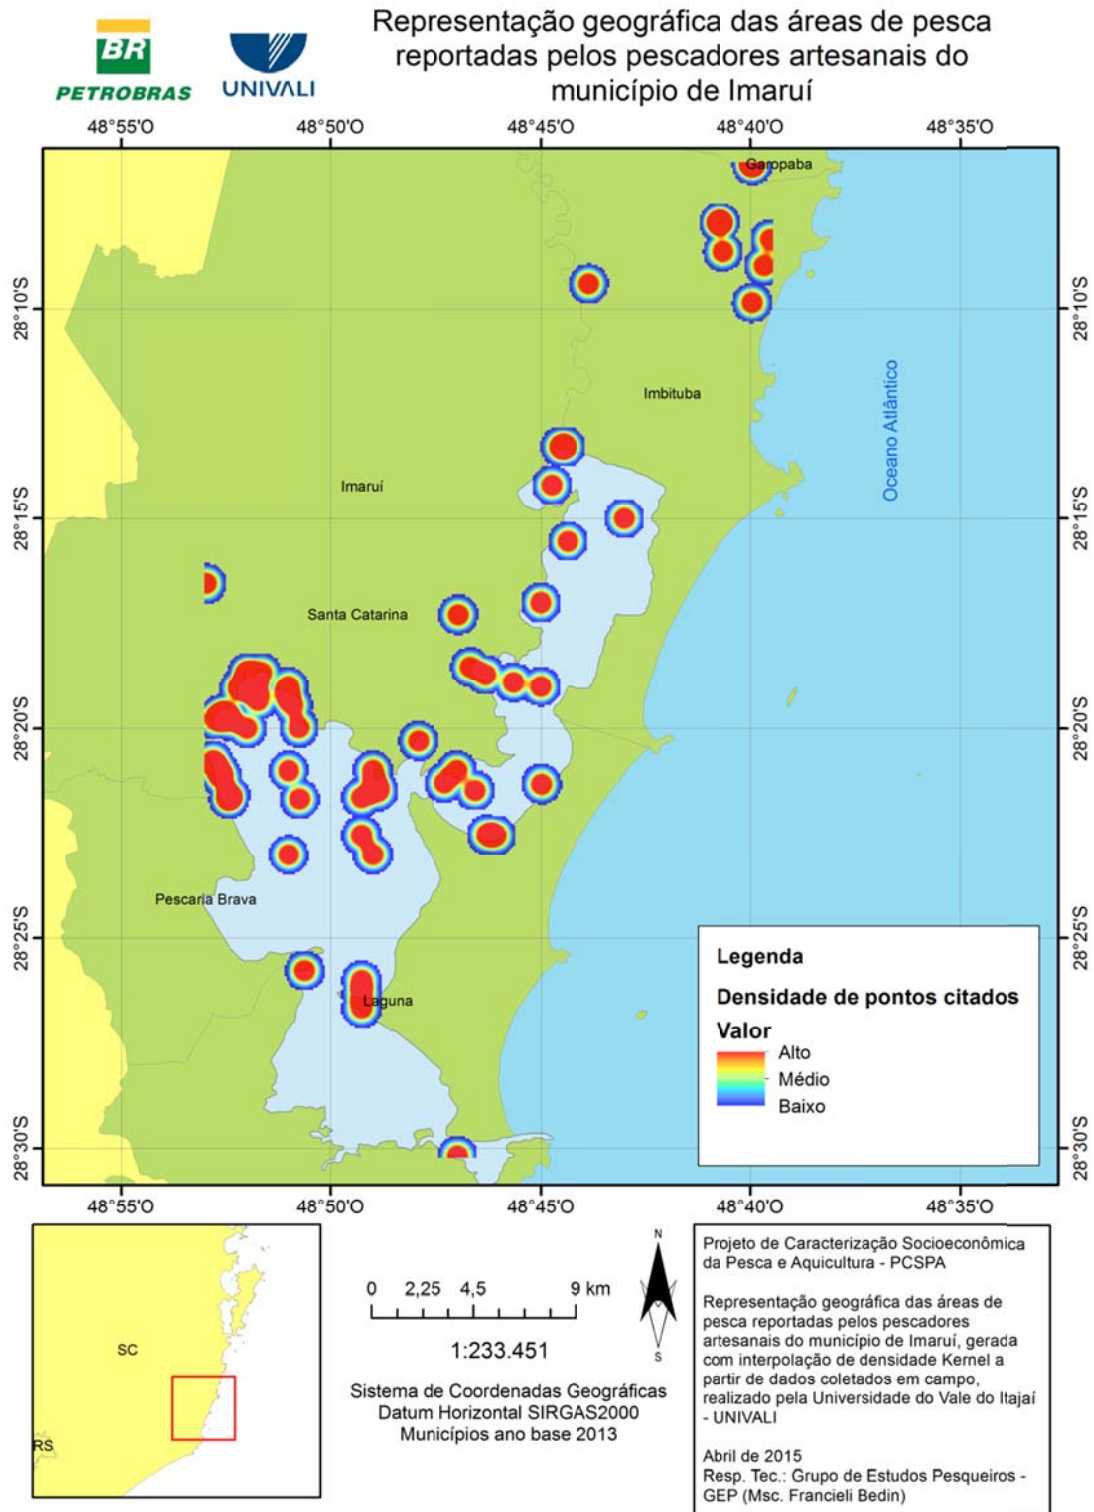 BR
PETROBRAS
UNIVALI
Representação geográfica das áreas de pesca
reportadas pelos pescadores artesanais do
município de Imaruí
48°55'O 48°50'O 48°45'O 48°40'O 48°35'O
Garopaba
28°10'S 28°10'S
Imbituba
Oceano Atlântico
Imaruí
28°15'S 28°15'S
Santa Catarina
28°20'S 28°20'S
Pescaria Brava
28°25'S 28°25'S
Laguna
Legenda
Densidade de pontos citados
Valor
Alto
Médio
Baixo
28°30'S 28°30'S
48°55'O 48°50'O 48°45'O 48°40'O 48°35'O
SC
RS
0 2,25 4,5 9 km
1:233.451
N
S
Sistema de Coordenadas Geográficas
Datum Horizontal SIRGAS2000
Municípios ano base 2013
Projeto de Caracterização Socioeconômica
da Pesca e Aquicultura - PCSPA
Representação geográfica das áreas de
pesca reportadas pelos pescadores
artesanais do município de Imaruí, gerada
com interpolação de densidade Kernel a
partir de dados coletados em campo,
realizado pela Universidade do Vale do Itajaí
- UNIVALI
Abril de 2015
Resp. Tec.: Grupo de Estudos Pesqueiros -
GEP (Msc. Francieli Bedin)